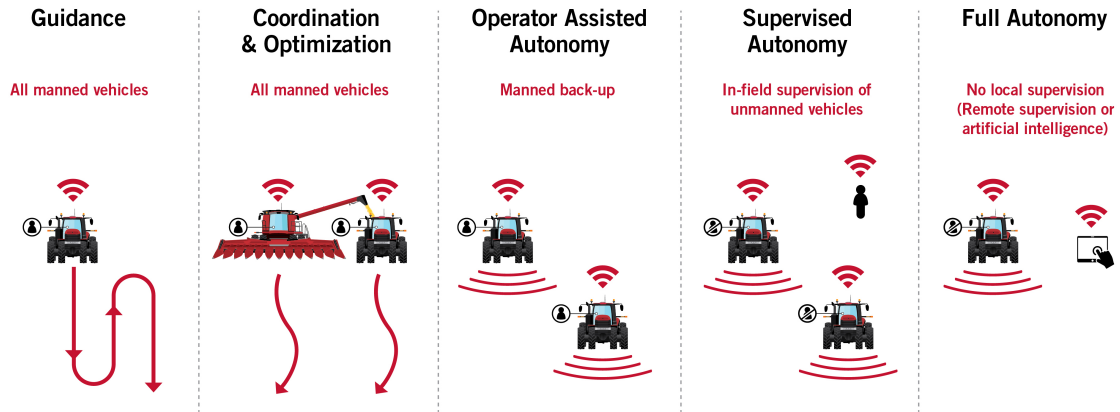 Guidance
All manned vehicles
Coordination
& Optimization
All manned vehicles
Operator Assisted
Autonomy
Manned back-up
Supervised
Autonomy
In-field supervision of
unmanned vehicles
Full Autonomy
No local supervision
(Remote supervision or
artificial intelligence)